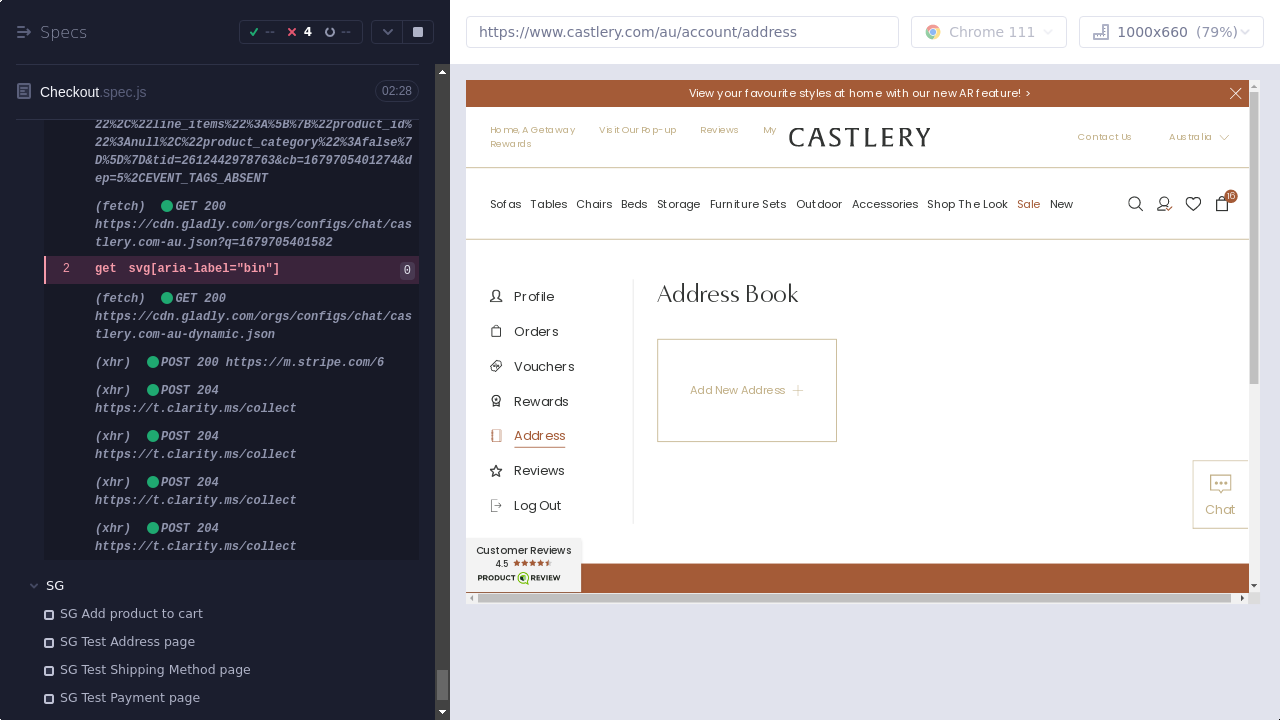 Specs
--
4
--
https://www.castlery.com/au/account/address
Chrome 111
1000x660 (79%)
Checkout.spec.js
02:28
22%2C%22line_items%22%3A%5B%7B%22product_id%
22%3Anull%2C%22product_category%22%3Afalse%7
D%5D%7D&tid=2612442978763&cb=1679705401274&d
ep=5%2CEVENT_TAGS_ABSENT
(fetch) GET 200
https://cdn.gladly.com/orgs/configs/chat/cas
tlery.com-au.json?q=1679705401582
2 get svg[aria-label="bin"] 0
(fetch) GET 200
https://cdn.gladly.com/orgs/configs/chat/cas
tlery.com-au-dynamic.json
(xhr) POST 200 https://m.stripe.com/6
(xhr) POST 204
https://t.clarity.ms/collect
(xhr) POST 204
https://t.clarity.ms/collect
(xhr) POST 204
https://t.clarity.ms/collect
(xhr) POST 204
https://t.clarity.ms/collect
SG
SG Add product to cart
SG Test Address page
SG Test Shipping Method page
SG Test Payment page
View your favourite styles at home with our new AR feature! >
Home, A Getaway Visit Our Pop-up Reviews My
Rewards
CASTLERY
Contact Us Australia
Sofas Tables Chairs Beds Storage Furniture Sets Outdoor Accessories Shop The Look Sale New
16
Profile
Orders
Vouchers
Rewards
Address
Reviews
Log Out
Address Book
Add New Address
Chat
Customer Reviews
4.5
PRODUCT REVIEW